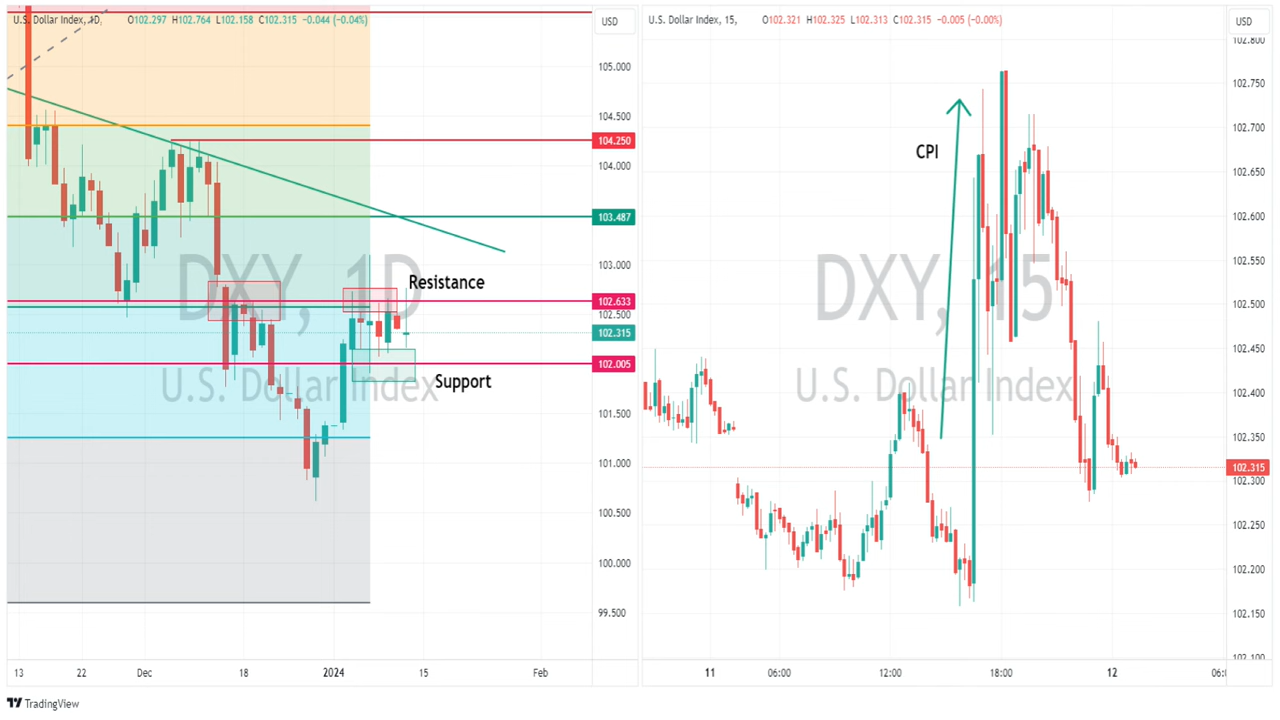 U.S. Dollar Index, 1D, O102.297 H102.764 L102.158 C102.315 -0.044 (-0.04%)
USD
105.000
104.500
104.250
104.000
103.487
103.000
102.633
102.500
102.315
102.005
101.500
101.000
100.500
100.000
99.500
DXY, 1D
U.S. Dollar Index
Resistance
Support
13 22 Dec 18 2024 15 Feb
U.S. Dollar Index, 15, O102.321 H102.325 L102.313 C102.315 -0.005 (-0.00%)
USD
102.800
102.750
102.700
102.650
102.600
102.550
102.500
102.450
102.400
102.350
102.315
102.300
102.250
102.200
102.150
102.100
CPI
DXY, 15
U.S. Dollar Index
11 06:00 12:00 18:00 12 06:
TradingView